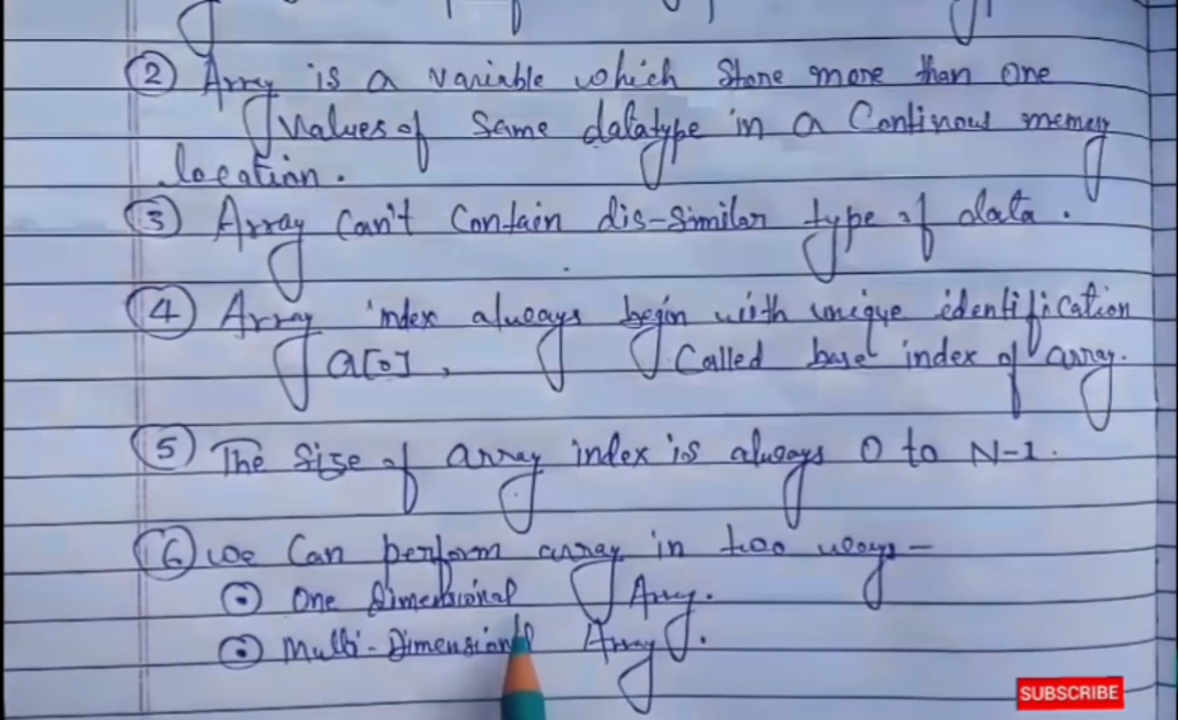 ② Array is a variable which Store more than one
values of same datatype in a Continous memory
location.
③ Array Can't Contain dis-Similar type of data.
④ Array index always begin with unique identification
a[0], Called base index of array.
⑤ The Size of array index is always 0 to N-1.
⑥ we Can perform array in two ways-
⊙ One Dimensional Array.
⊙ Multi-Dimensional Array.
SUBSCRIBE